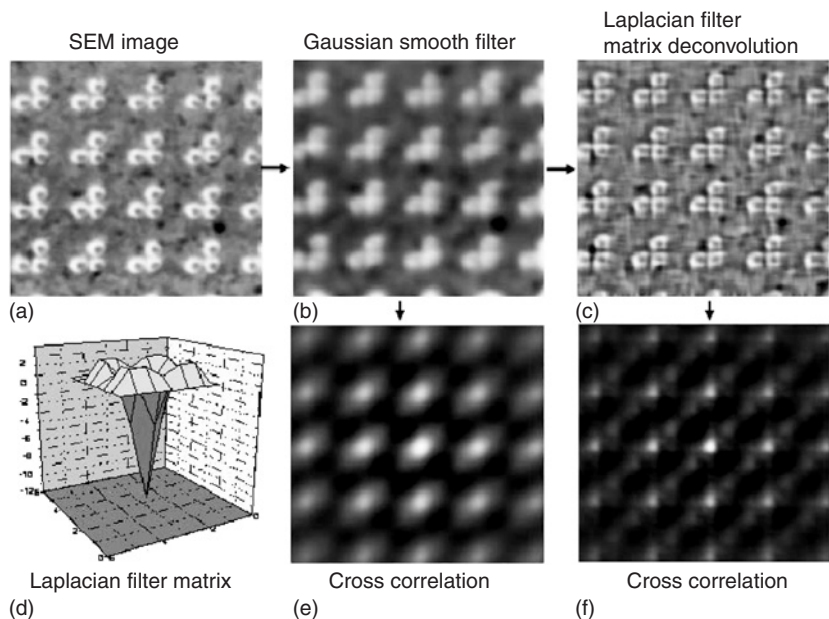 SEM image
Gaussian smooth filter
Laplacian filter
matrix deconvolution
(a)
(b)
(c)
2
0
-2
-4
-6
-8
-10
-12
Laplacian filter matrix
Cross correlation
Cross correlation
(d)
(e)
(f)